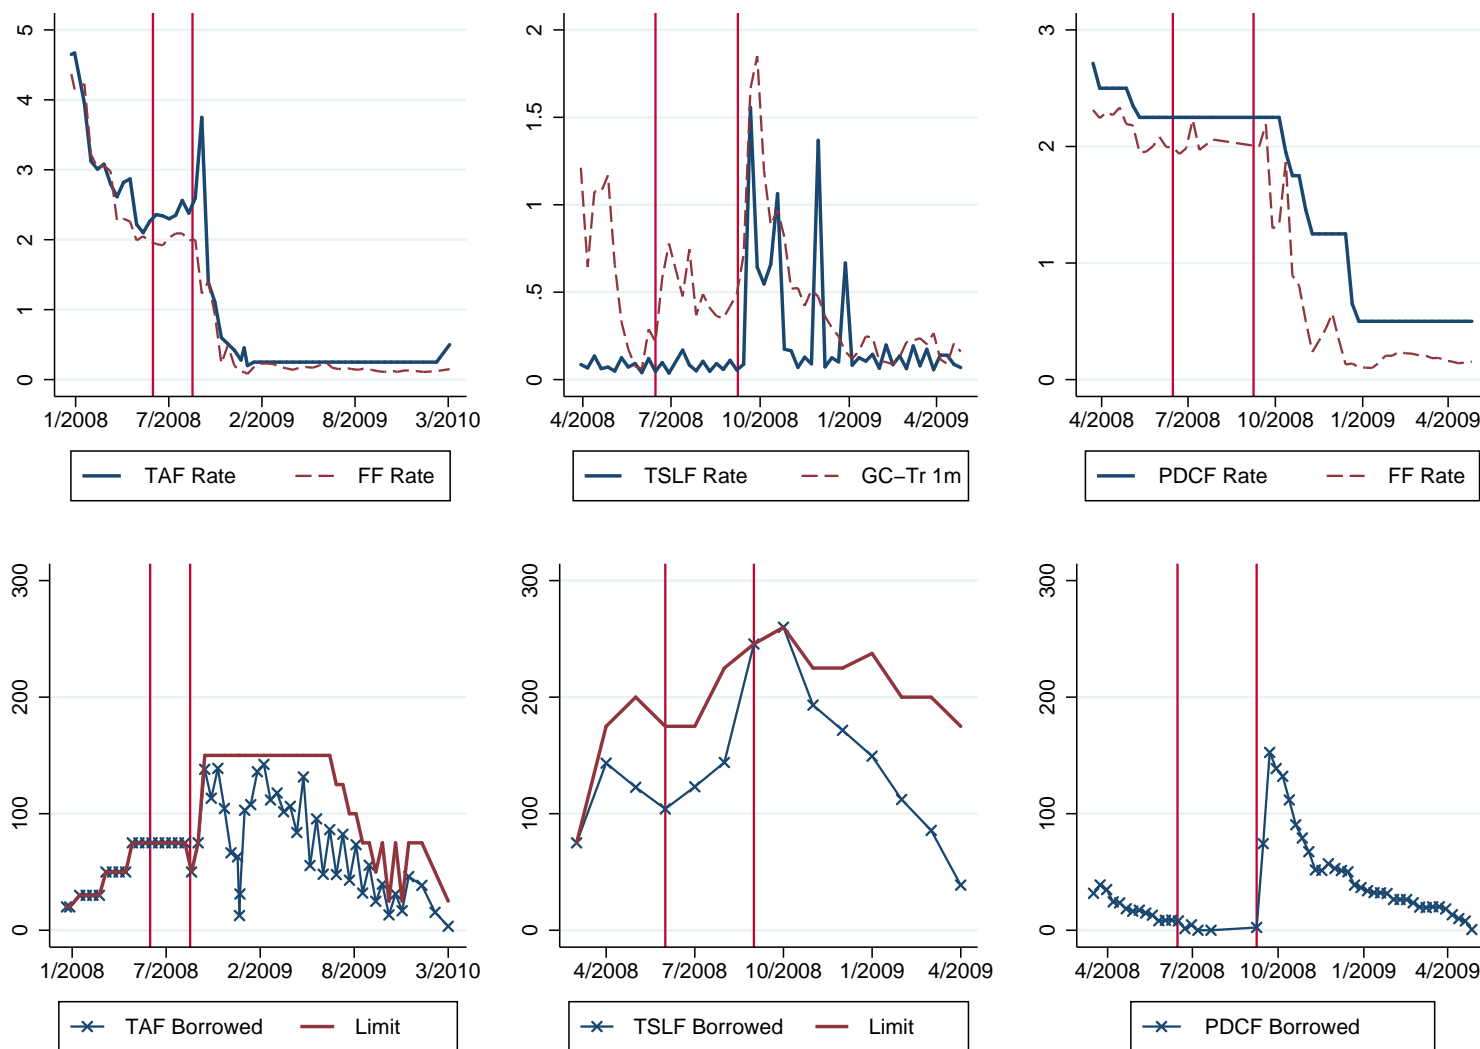 5
4
3
2
1
0
1/2008 7/2008 2/2009 8/2009 3/2010
TAF Rate FF Rate
2
1.5
1
.5
0
4/2008 7/2008 10/2008 1/2009 4/2009
TSLF Rate GC−Tr 1m
3
2
1
0
4/2008 7/2008 10/2008 1/2009 4/2009
PDCF Rate FF Rate
300
200
100
0
1/2008 7/2008 2/2009 8/2009 3/2010
TAF Borrowed Limit
300
200
100
0
4/2008 7/2008 10/2008 1/2009 4/2009
TSLF Borrowed Limit
300
200
100
0
4/2008 7/2008 10/2008 1/2009 4/2009
PDCF Borrowed